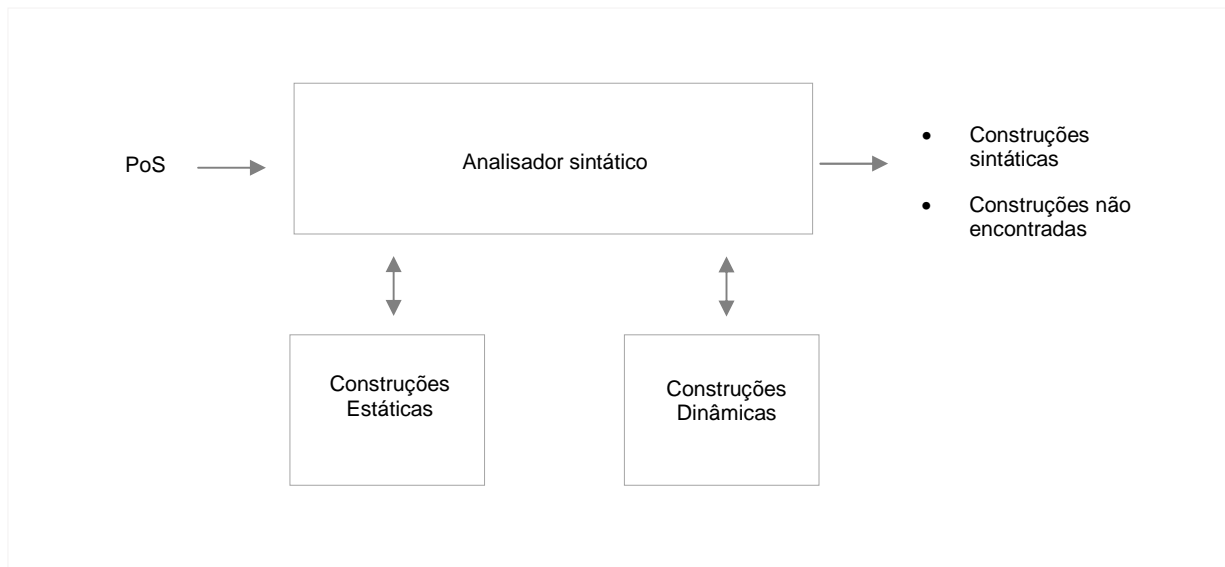 PoS
Analisador sintático
• Construções
sintáticas
• Construções não
encontradas
Construções
Estáticas
Construções
Dinâmicas